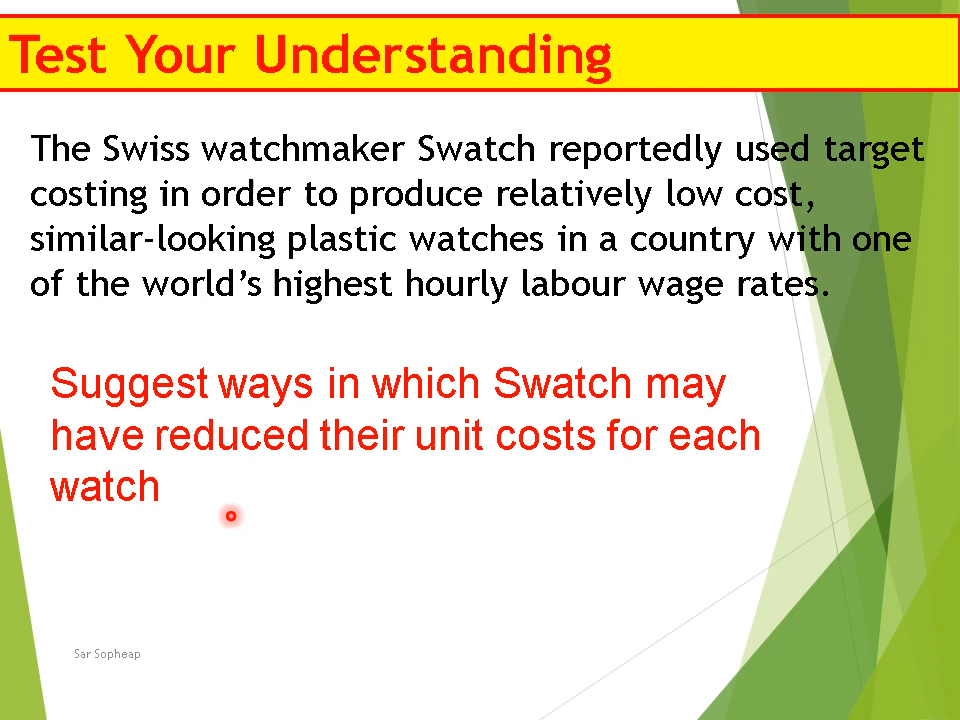 Test Your Understanding
The Swiss watchmaker Swatch reportedly used target
costing in order to produce relatively low cost,
similar-looking plastic watches in a country with one
of the world’s highest hourly labour wage rates.
Suggest ways in which Swatch may
have reduced their unit costs for each
watch
Sar Sopheap